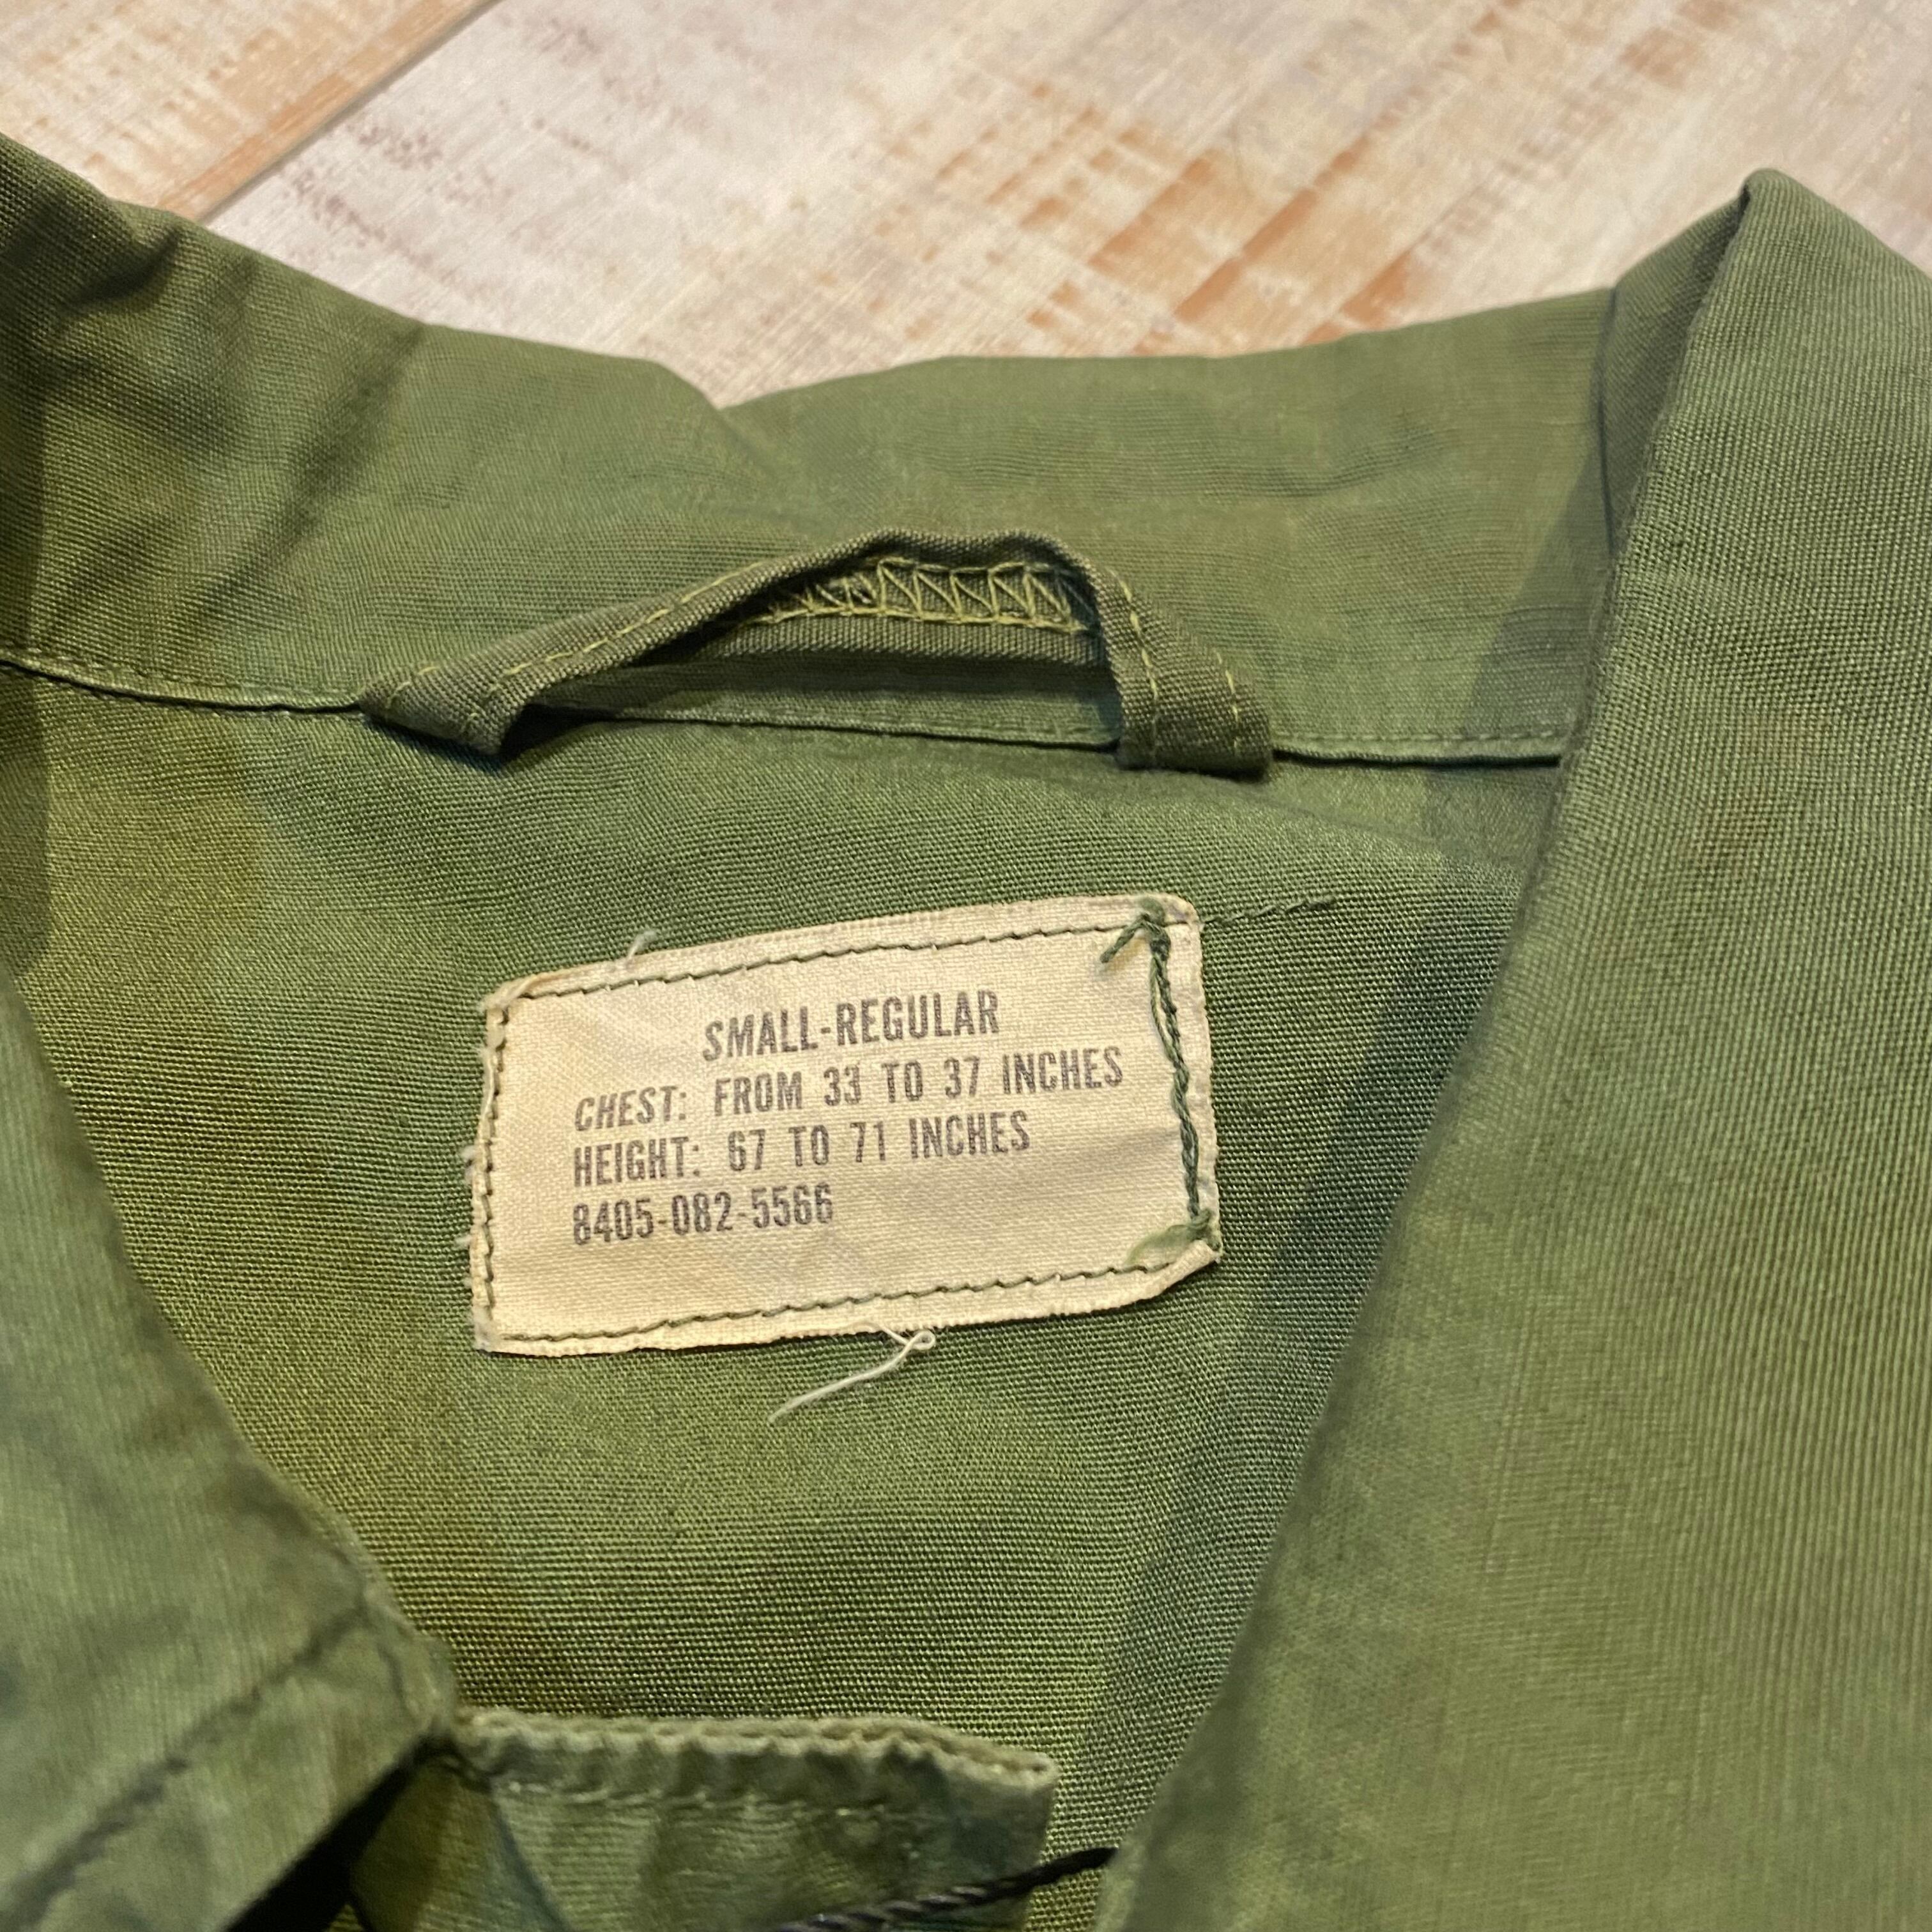 SMALL-REGULAR
CHEST: FROM 33 TO 37 INCHES
HEIGHT: 67 TO 71 INCHES
8405-082-5566